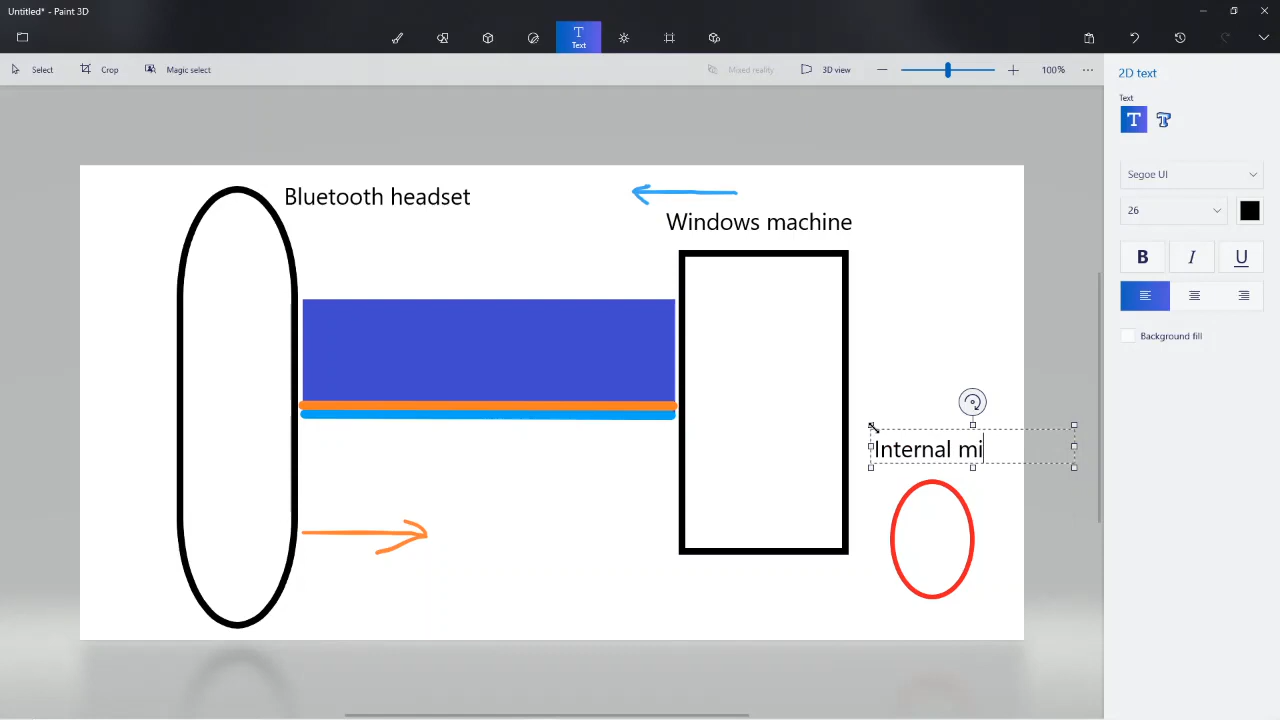 Untitled* - Paint 3D
Text
Select
Crop
Magic select
Mixed reality
3D view
100%
2D text
Text
Segoe UI
26
B I U
Background fill
Bluetooth headset
Windows machine
Internal mi